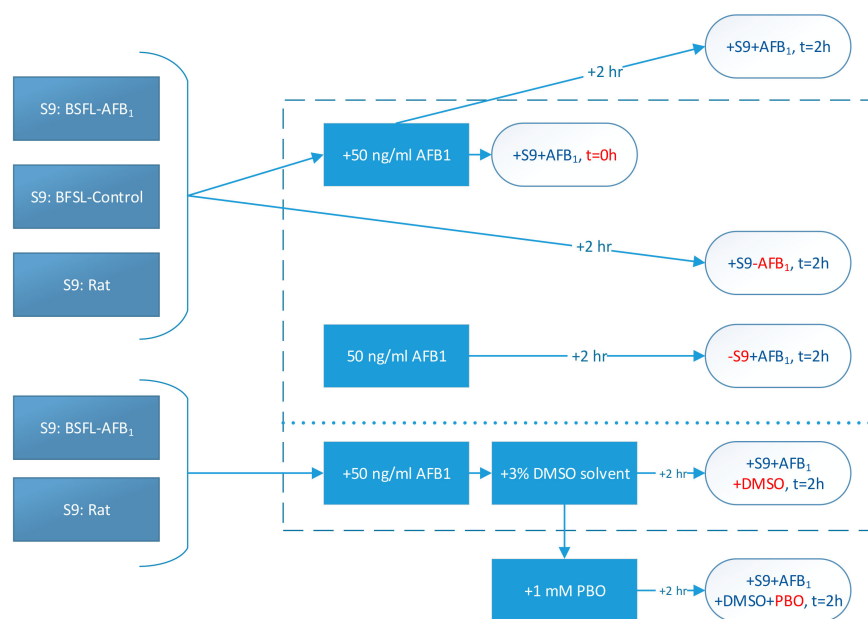 +S9+AFB₁, t=2h
+2 hr
S9: BSFL-AFB₁
+50 ng/ml AFB1
+S9+AFB₁, t=0h
S9: BFSL-Control
+2 hr
+S9-AFB₁, t=2h
S9: Rat
50 ng/ml AFB1
+2 hr
-S9+AFB₁, t=2h
S9: BSFL-AFB₁
+50 ng/ml AFB1
+3% DMSO solvent
+2 hr
+S9+AFB₁
+DMSO, t=2h
S9: Rat
+1 mM PBO
+2 hr
+S9+AFB₁
+DMSO+PBO, t=2h